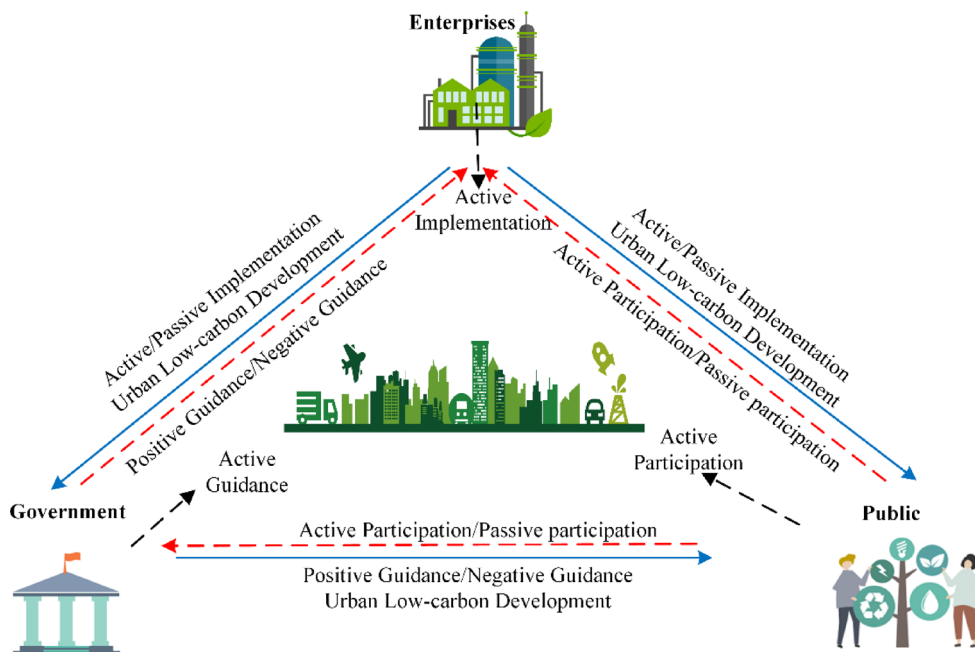 Enterprises
Active
Implementation
Active/Passive Implementation
Urban Low-carbon Development
Positive Guidance/Negative Guidance
Active/Passive Implementation
Urban Low-carbon Development
Active Participation/Passive participation
Active
Guidance
Active
Participation
Government
Public
Active Participation/Passive participation
Positive Guidance/Negative Guidance
Urban Low-carbon Development